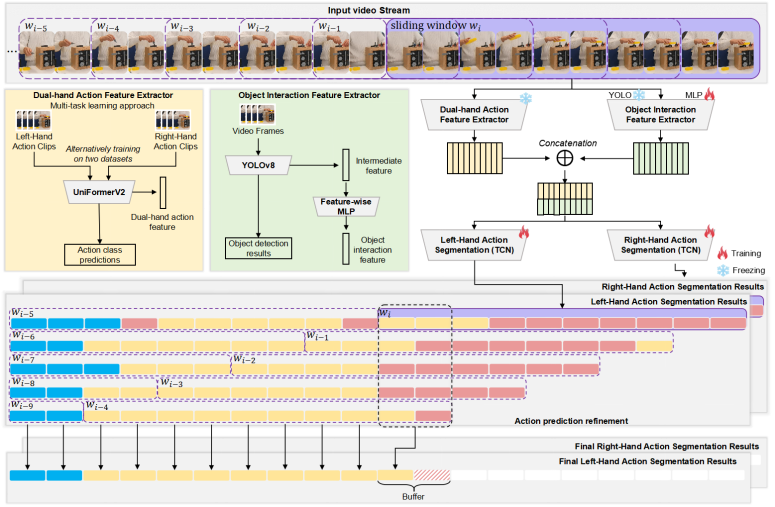 Input video Stream
w_{i-5} w_{i-4} w_{i-3} w_{i-2} w_{i-1} sliding window w_i
...
Dual-hand Action Feature Extractor
Multi-task learning approach
Left-Hand
Action Clips
Right-Hand
Action Clips
Alternatively training
on two datasets
UniFormerV2
Dual-hand action
feature
Action class
predictions
Object Interaction Feature Extractor
Video Frames
YOLOv8
Intermediate
feature
Feature-wise
MLP
Object detection
results
Object
interaction
feature
YOLO MLP
Dual-hand Action
Feature Extractor
Object Interaction
Feature Extractor
Concatenation
Left-Hand Action
Segmentation (TCN)
Right-Hand Action
Segmentation (TCN)
Training
Freezing
Right-Hand Action Segmentation Results
Left-Hand Action Segmentation Results
w_{i-5} w_i
w_{i-6} w_{i-1}
w_{i-7} w_{i-2}
w_{i-8} w_{i-3}
w_{i-9} w_{i-4}
Action prediction refinement
Final Right-Hand Action Segmentation Results
Final Left-Hand Action Segmentation Results
Buffer